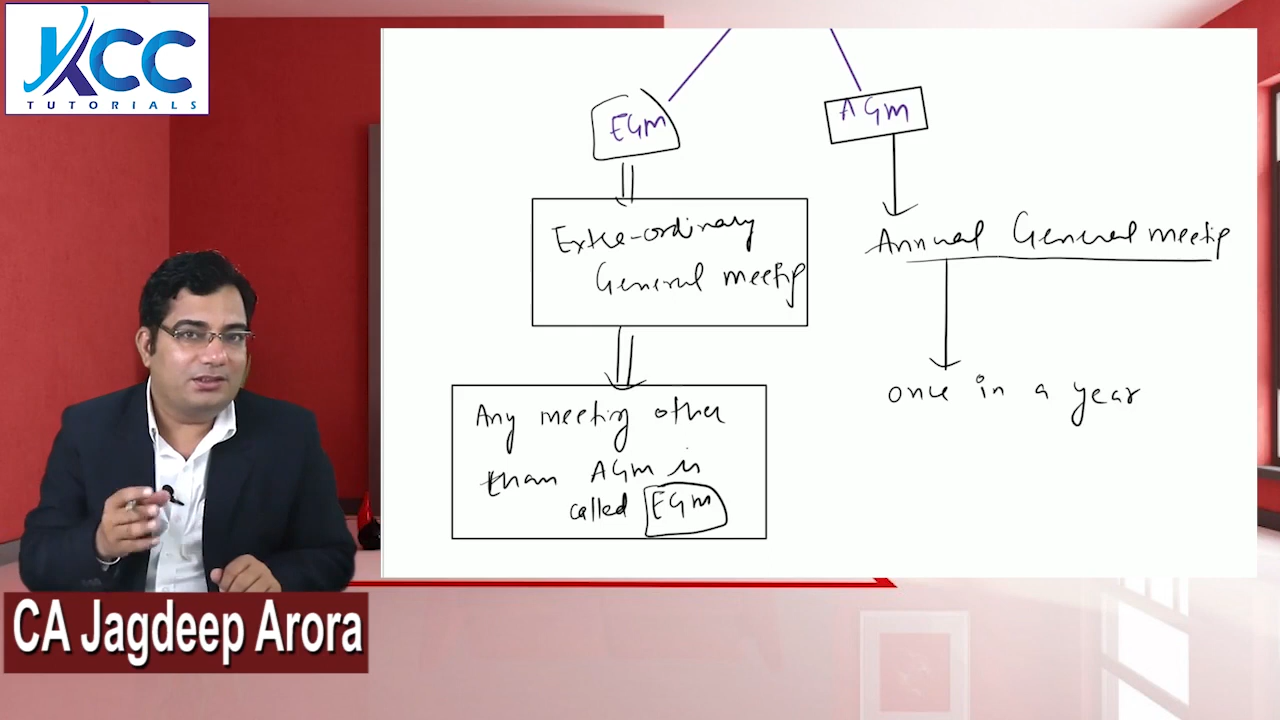 KCC
TUTORIALS
EGM
AGM
Extra-ordinary
General meeting
Annual General meeting
once in a year
Any meeting other
than AGM is
called EGM
CA Jagdeep Arora